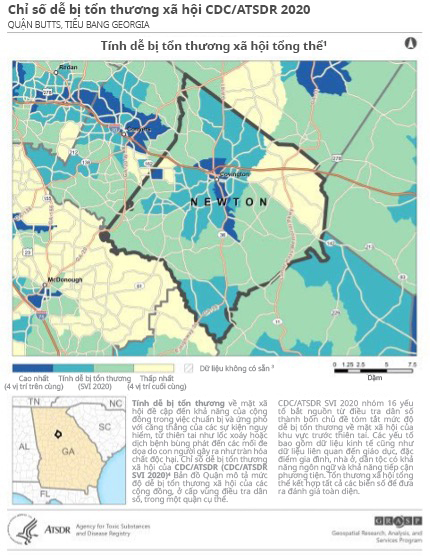 Chỉ số dễ bị tổn thương xã hội CDC/ATSDR 2020
QUẬN BUTTS, TIỂU BANG GEORGIA
Tính dễ bị tổn thương xã hội tổng thể¹
Covington
NEWTON
McDonough
Cao nhất
(4 vị trí trên cùng)
Tính dễ bị tổn thương
(SVI 2020)
Thấp nhất
(4 vị trí cuối cùng)
Dữ liệu không có sẵn ³
0 1.25 2.5 5 7.5
Dặm
TN
NC
SC
AL
GA
FL
Tính dễ bị tổn thương về mặt xã
hội đề cập đến khả năng của cộng
đồng trong việc chuẩn bị và ứng phó
với căng thẳng của các sự kiện nguy
hiểm, từ thiên tai như lốc xoáy hoặc
dịch bệnh bùng phát đến các mối đe
dọa do con người gây ra như tràn hóa
chất độc hại. Chỉ số dễ bị tổn thương
xã hội của CDC/ATSDR (CDC/ATSDR
SVI 2020)⁴ Bản đồ Quận mô tả mức
độ dễ bị tổn thương xã hội của các
cộng đồng, ở cấp vùng điều tra dân
số, trong một quận cụ thể.
CDC/ATSDR SVI 2020 nhóm 16 yếu
tố bắt nguồn từ điều tra dân số
thành bốn chủ đề tóm tắt mức độ
dễ bị tổn thương về mặt xã hội của
khu vực trước thiên tai. Các yếu tố
bao gồm dữ liệu kinh tế cũng như
dữ liệu liên quan đến giáo dục, đặc
điểm gia đình, nhà ở, dân tộc có khả
năng ngôn ngữ và khả năng tiếp cận
phương tiện. Tổn thương xã hội tổng
thể kết hợp tất cả các biến số để đưa
ra đánh giá toàn diện.
ATSDR
Agency for Toxic Substances
and Disease Registry
GRASP
Geospatial Research, Analysis, and
Services Program